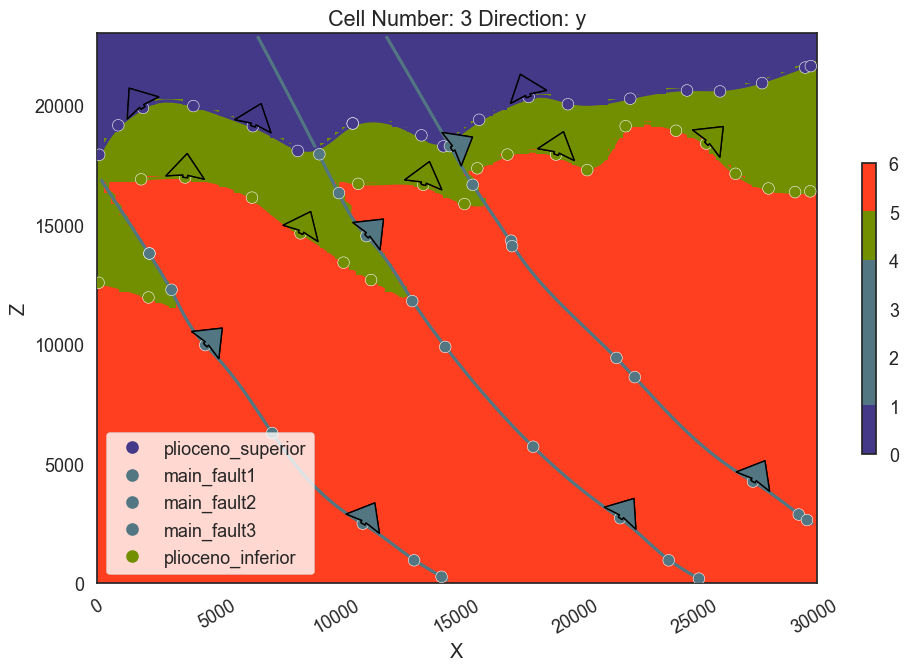 Cell Number: 3 Direction: y
20000
15000
10000
5000
0
Z
0
5000
10000
15000
20000
25000
30000
X
plioceno_superior
main_fault1
main_fault2
main_fault3
plioceno_inferior
6
5
4
3
2
1
0